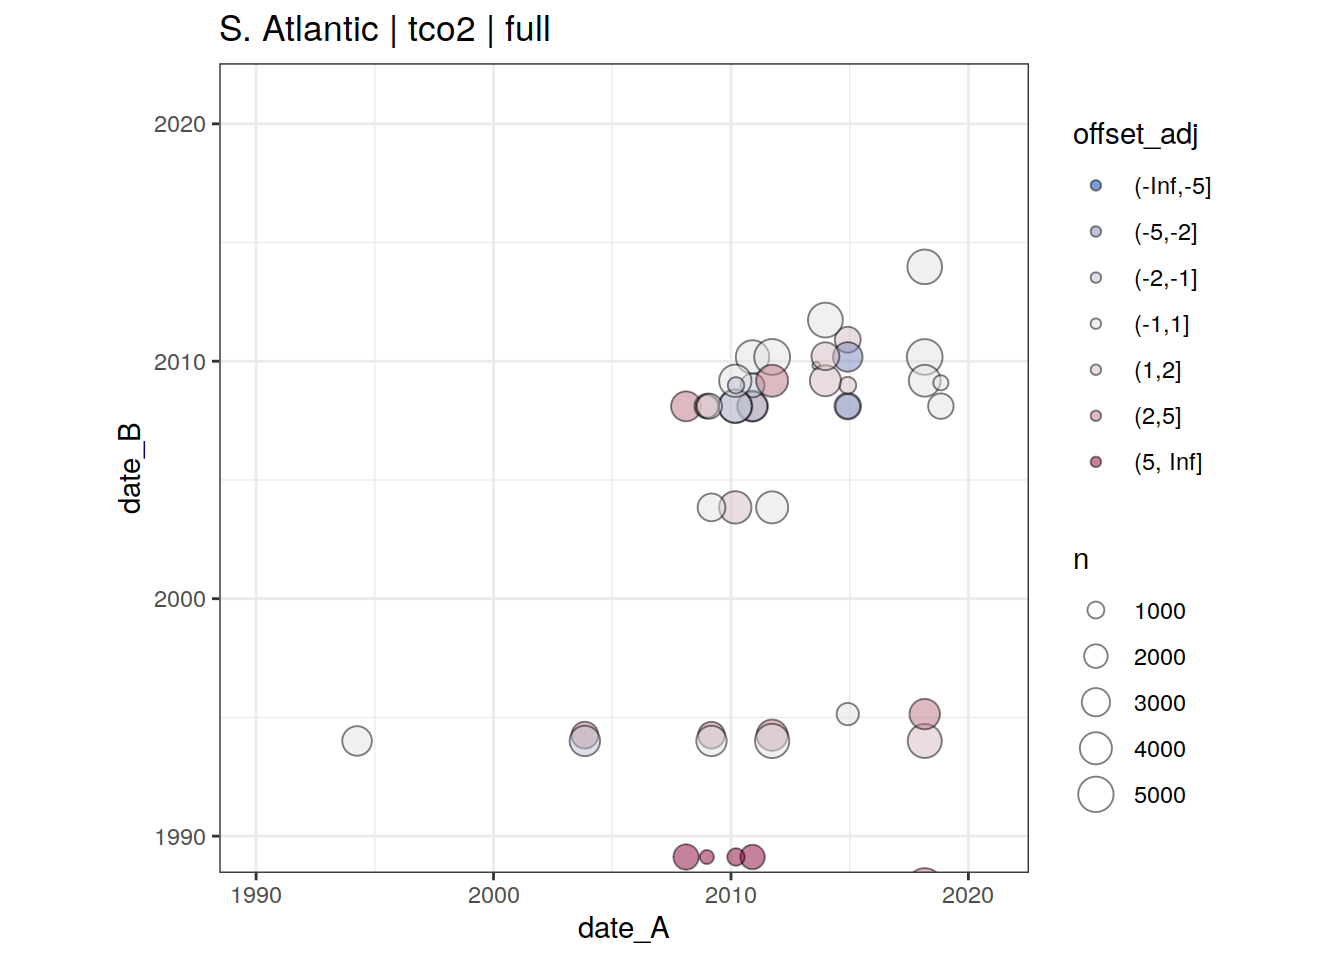 S. Atlantic | tco2 | full
2020
2010
2000
1990
date_B
1990 2000 2010 2020
date_A
offset_adj
(-Inf,-5]
(-5,-2]
(-2,-1]
(-1,1]
(1,2]
(2,5]
(5, Inf]
n
1000
2000
3000
4000
5000